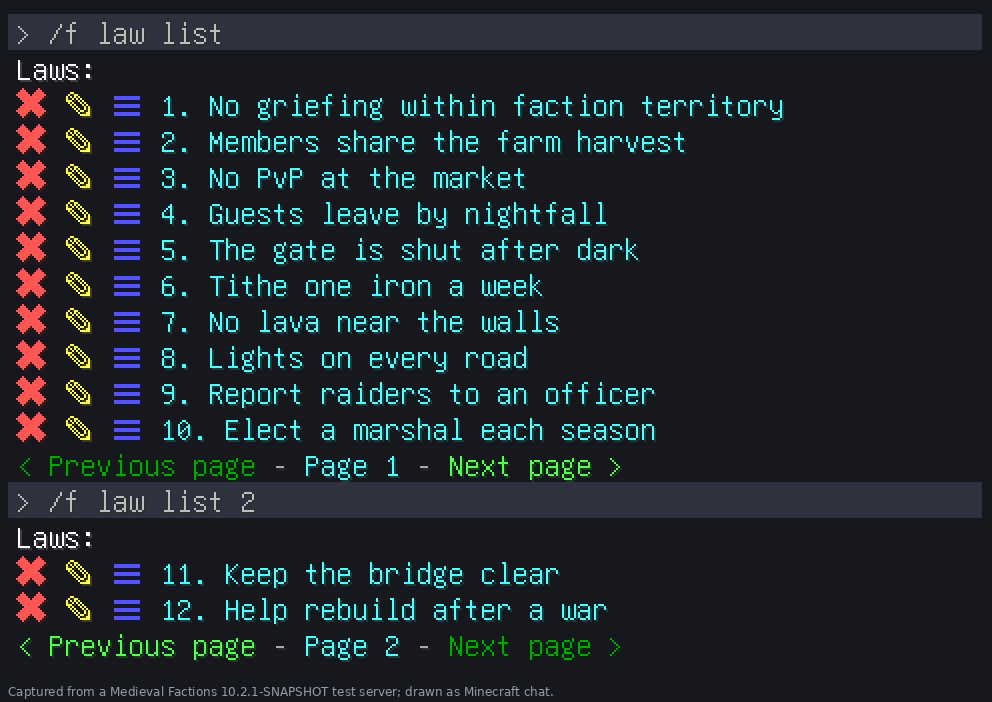 > /f law list
Laws:
✖ ✎ ☰ 1. No griefing within faction territory
✖ ✎ ☰ 2. Members share the farm harvest
✖ ✎ ☰ 3. No PvP at the market
✖ ✎ ☰ 4. Guests leave by nightfall
✖ ✎ ☰ 5. The gate is shut after dark
✖ ✎ ☰ 6. Tithe one iron a week
✖ ✎ ☰ 7. No lava near the walls
✖ ✎ ☰ 8. Lights on every road
✖ ✎ ☰ 9. Report raiders to an officer
✖ ✎ ☰ 10. Elect a marshal each season
< Previous page - Page 1 - Next page >
> /f law list 2
Laws:
✖ ✎ ☰ 11. Keep the bridge clear
✖ ✎ ☰ 12. Help rebuild after a war
< Previous page - Page 2 - Next page >
Captured from a Medieval Factions 10.2.1-SNAPSHOT test server; drawn as Minecraft chat.